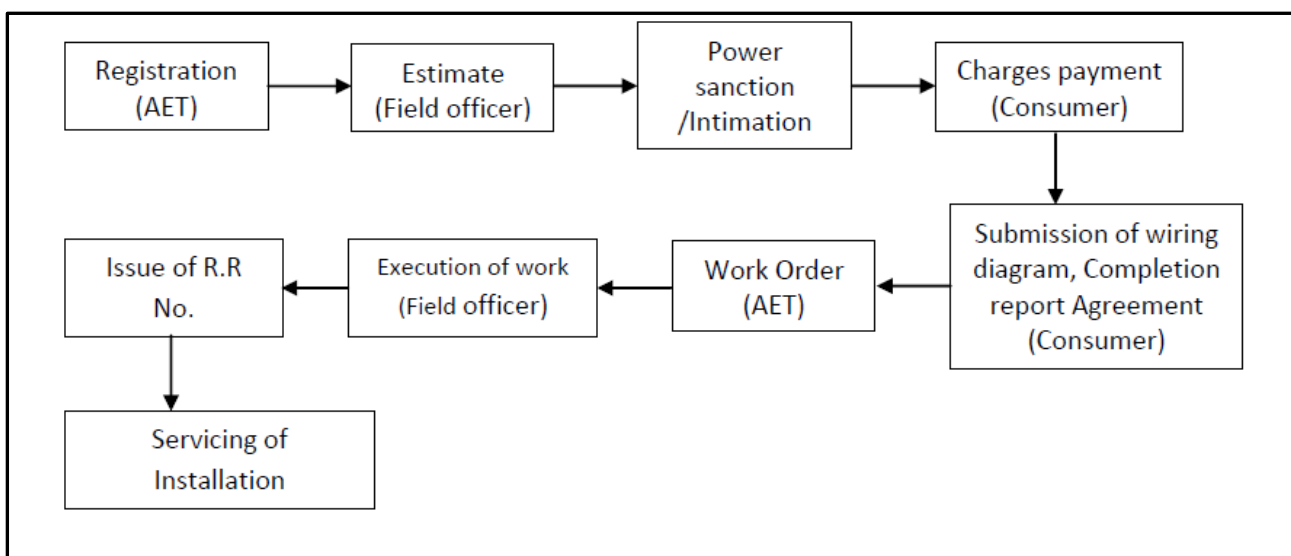 Registration
(AET)
Estimate
(Field officer)
Power
sanction
/Intimation
Charges payment
(Consumer)
Submission of wiring
diagram, Completion
report Agreement
(Consumer)
Work Order
(AET)
Execution of work
(Field officer)
Issue of R.R
No.
Servicing of
Installation